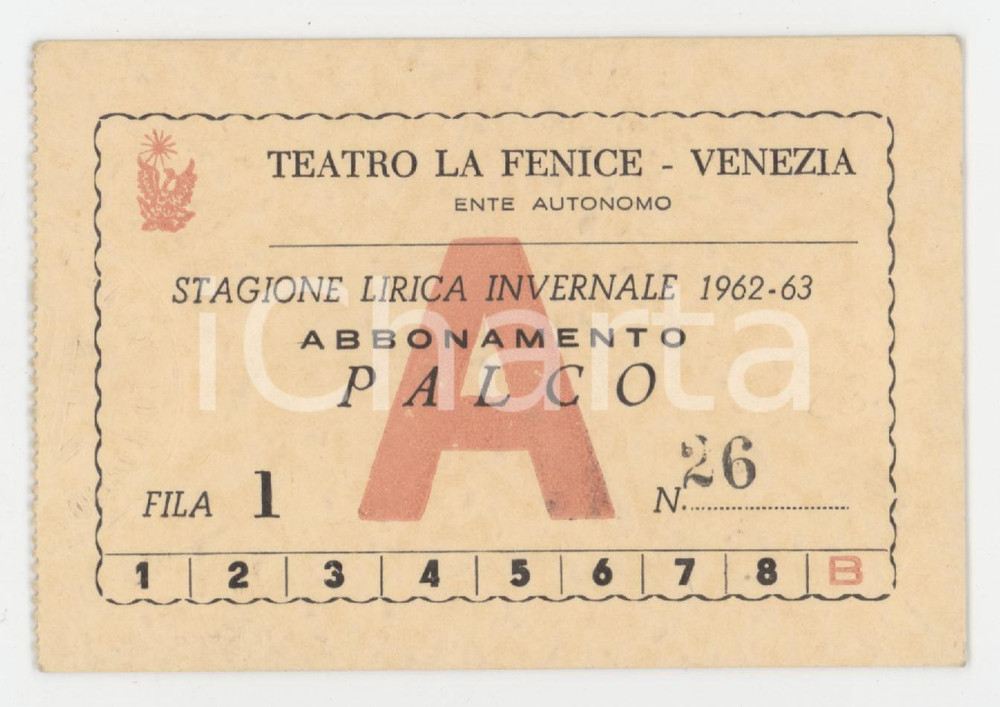 TEATRO LA FENICE - VENEZIA
ENTE AUTONOMO
A
STAGIONE LIRICA INVERNALE 1962-63
ABBONAMENTO
PALCO
iCharta
FILA 1 N. 26
1 2 3 4 5 6 7 8 B